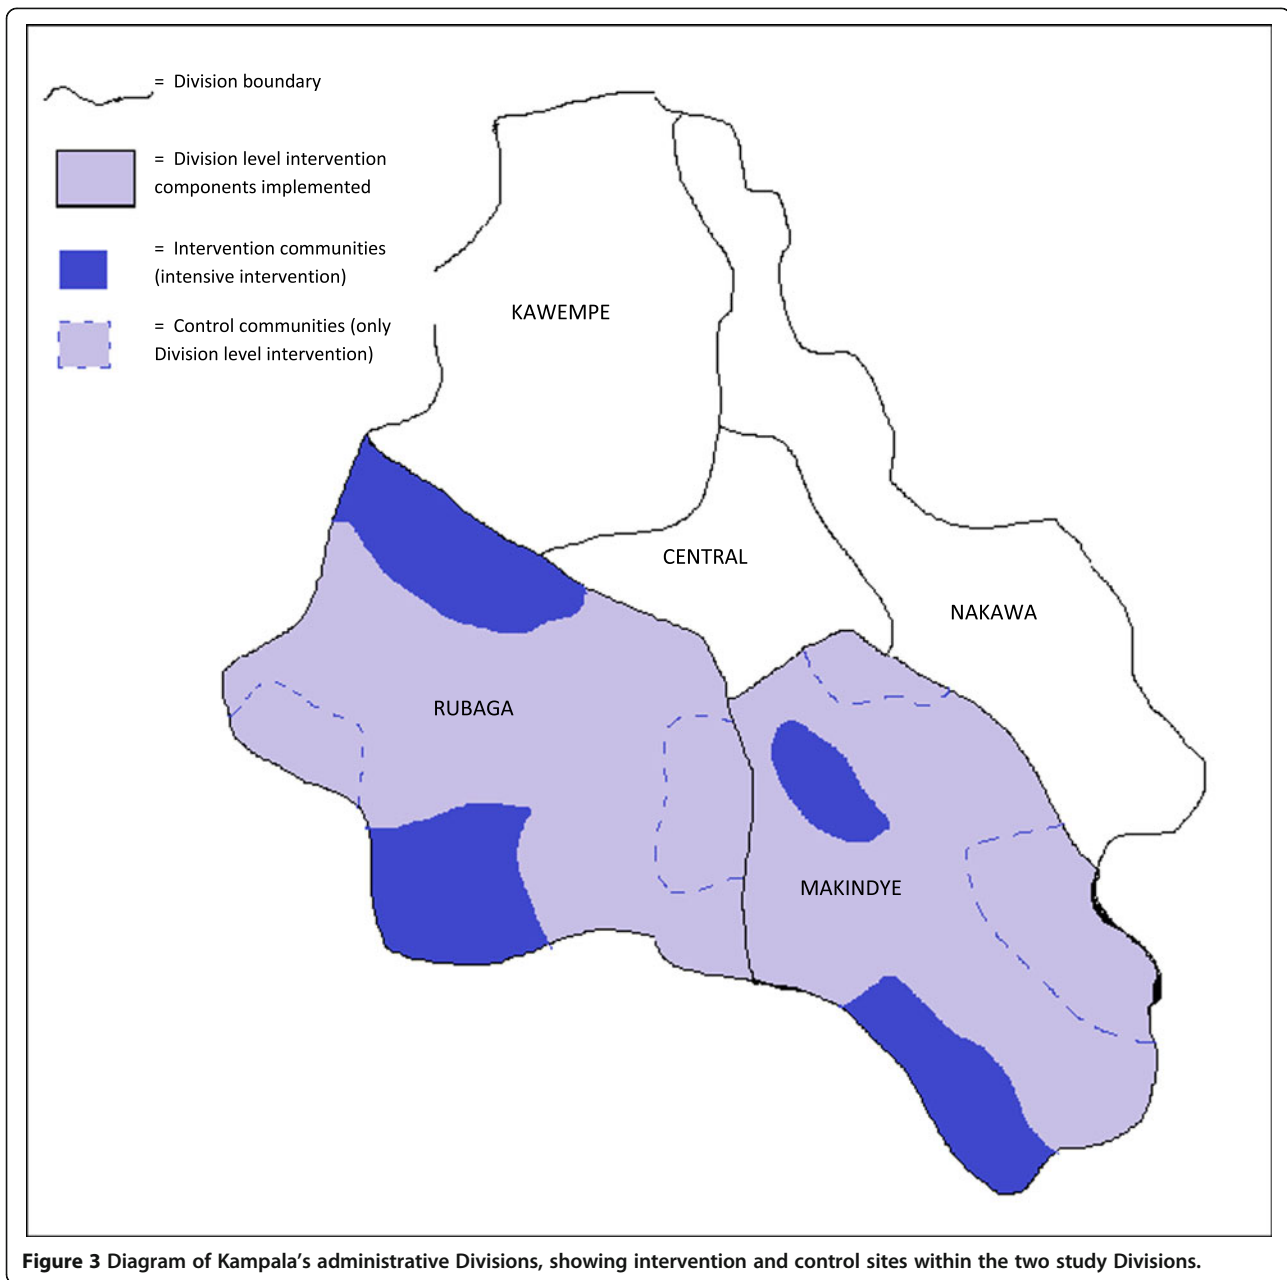 = Division boundary
= Division level intervention
components implemented
= Intervention communities
(intensive intervention)
= Control communities (only
Division level intervention)
KAWEMPE
CENTRAL
NAKAWA
RUBAGA
MAKINDYE
Figure 3 Diagram of Kampala’s administrative Divisions, showing intervention and control sites within the two study Divisions.